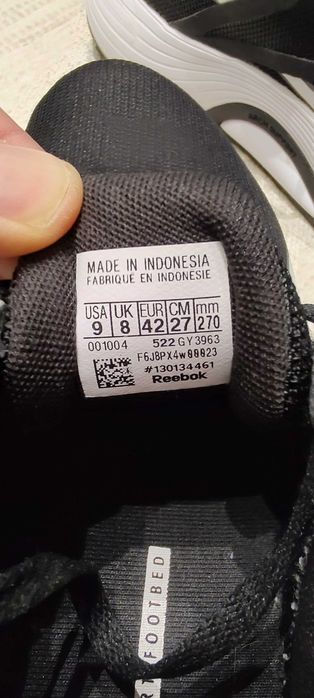 MADE IN INDONESIA
FABRIQUE EN INDONESIE
USA UK EUR CM mm
9 8 42 27 270
001004 522 GY3963
F6J8PX4w00023
#130134461
Reebok
FOOTBED